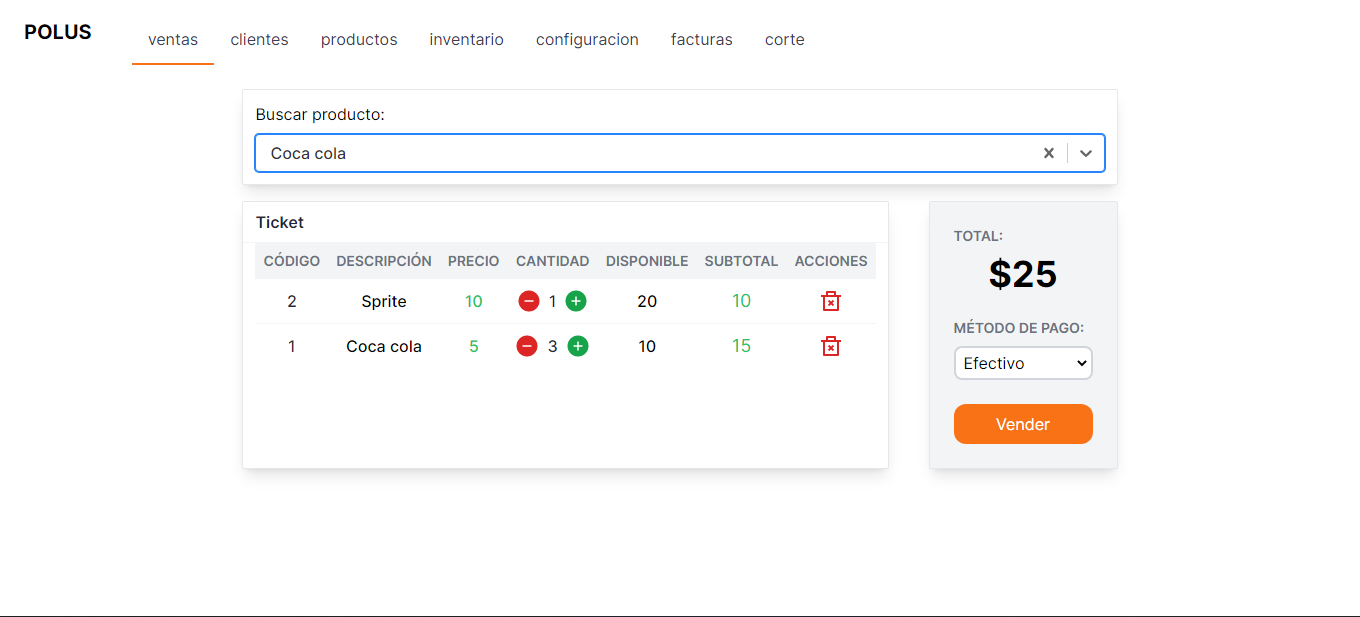 POLUS ventas clientes productos inventario configuracion facturas corte
Buscar producto:
Coca cola
Ticket
CÓDIGO DESCRIPCIÓN PRECIO CANTIDAD DISPONIBLE SUBTOTAL ACCIONES
2 Sprite 10 1 20 10
1 Coca cola 5 3 10 15
TOTAL:
$25
MÉTODO DE PAGO:
Efectivo
Vender